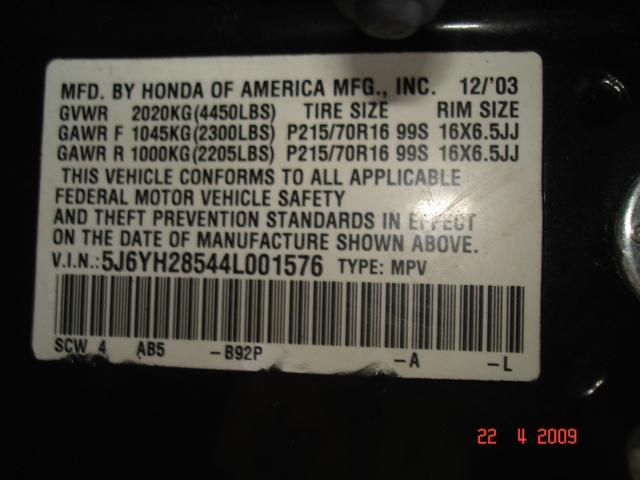 MFD. BY HONDA OF AMERICA MFG., INC. 12/'03
GVWR 2020KG(4450LBS) TIRE SIZE RIM SIZE
GAWR F 1045KG(2300LBS) P215/70R16 99S 16X6.5JJ
GAWR R 1000KG(2205LBS) P215/70R16 99S 16X6.5JJ
THIS VEHICLE CONFORMS TO ALL APPLICABLE
FEDERAL MOTOR VEHICLE SAFETY
AND THEFT PREVENTION STANDARDS IN EFFECT
ON THE DATE OF MANUFACTURE SHOWN ABOVE.
V.I.N.:5J6YH28544L001576 TYPE: MPV
SCW 4 AB5 -B92P -A -L
22 4 2009